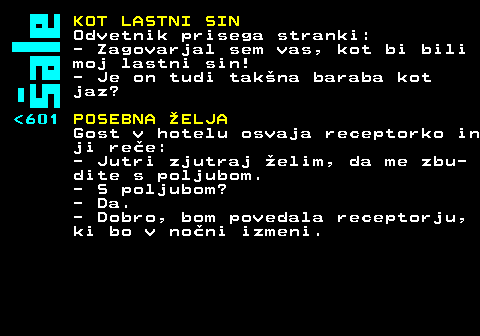 šale
KOT LASTNI SIN
Odvetnik prisega stranki:
- Zagovarjal sem vas, kot bi bili
moj lastni sin!
- Je on tudi takšna baraba kot
jaz?
<601 POSEBNA ŽELJA
Gost v hotelu osvaja receptorko in
ji reče:
- Jutri zjutraj želim, da me zbu-
dite s poljubom.
- S poljubom?
- Da.
- Dobro, bom povedala receptorju,
ki bo v nočni izmeni.